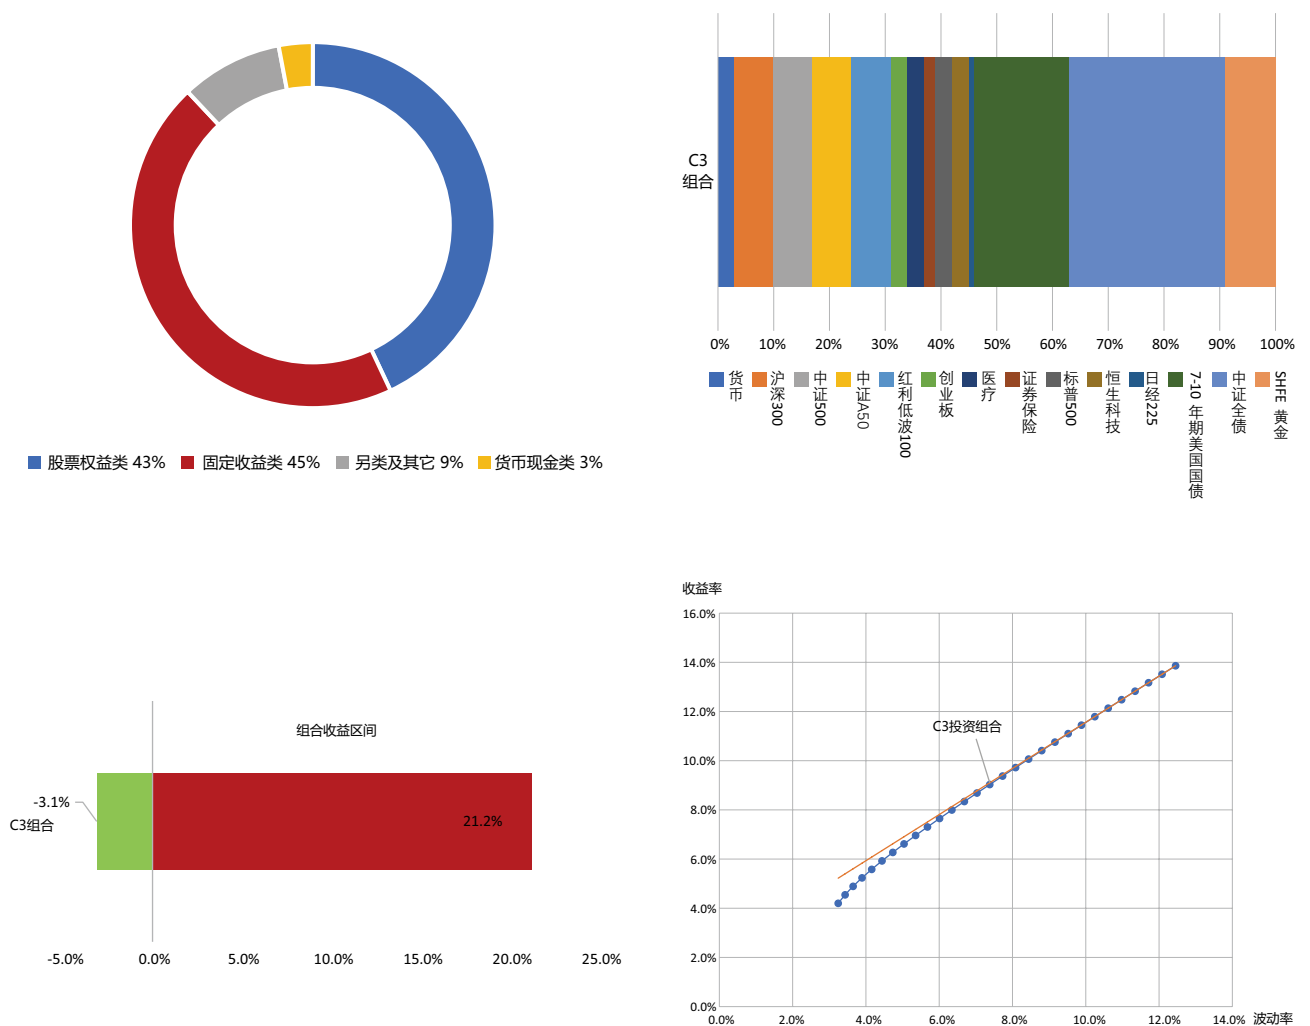 股票权益类 43%
固定收益类 45%
另类及其它 9%
货币现金类 3%
C3
组合
0%
10%
20%
30%
40%
50%
60%
70%
80%
90%
100%
货币
沪深300
中证500
中证A50
红利低波100
创业板
医疗
证券保险
标普500
恒生科技
日经225
7-10 年期美国国债
中证全债
SHFE 黄金
组合收益区间
-3.1%
C3组合
21.2%
-5.0%
0.0%
5.0%
10.0%
15.0%
20.0%
25.0%
收益率
16.0%
14.0%
12.0%
10.0%
8.0%
6.0%
4.0%
2.0%
0.0%
C3投资组合
0.0%
2.0%
4.0%
6.0%
8.0%
10.0%
12.0%
14.0%
波动率